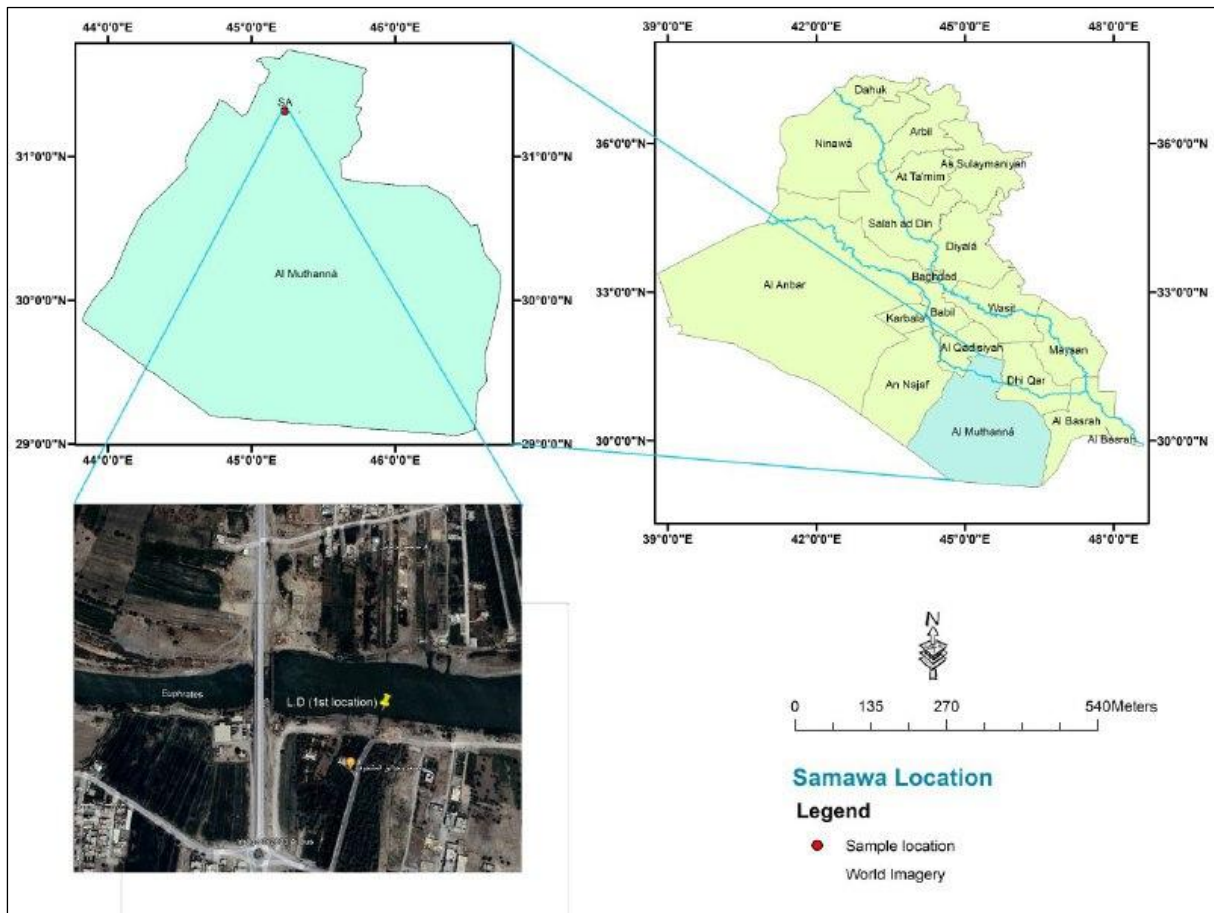 44°0'0"E 45°0'0"E 46°0'0"E
SA
31°0'0"N 31°0'0"N
Al Muthanná
30°0'0"N 30°0'0"N
29°0'0"N 29°0'0"N
44°0'0"E 45°0'0"E 46°0'0"E
39°0'0"E 42°0'0"E 45°0'0"E 48°0'0"E
Dahuk
36°0'0"N 36°0'0"N
Arbil
Ninawá
As Sulaymaniyah
At Ta'mim
Salah ad Din
Diyalá
Baghdad
Al Anbar
33°0'0"N 33°0'0"N
Wasit
Babil
Karbala
Al Qadisiyah
Maysan
An Najaf
Dhi Qar
Al Basrah
Al Muthanná
Al Basrah
30°0'0"N 30°0'0"N
39°0'0"E 42°0'0"E 45°0'0"E 48°0'0"E
Euphrates
L.D (1st location)
N
0 135 270 540Meters
Samawa Location
Legend
Sample location
World Imagery